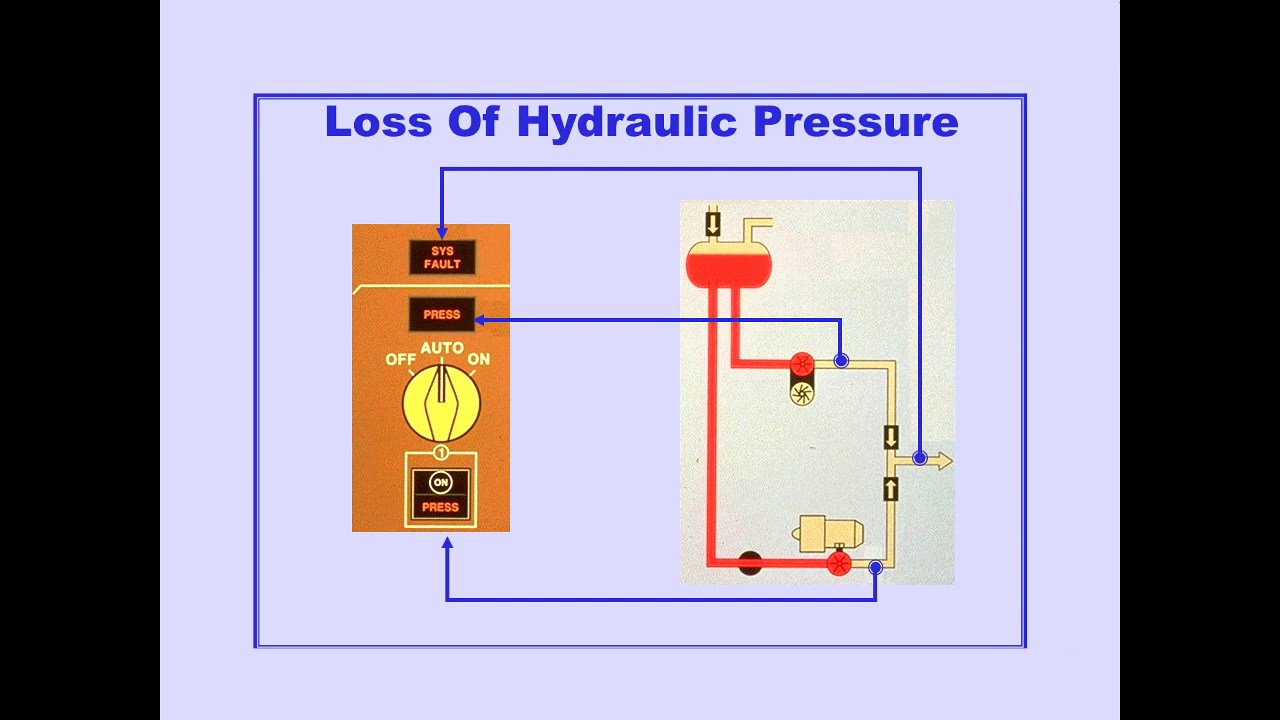 Loss Of Hydraulic Pressure
SYS
FAULT
PRESS
AUTO
OFF ON
1
ON
PRESS